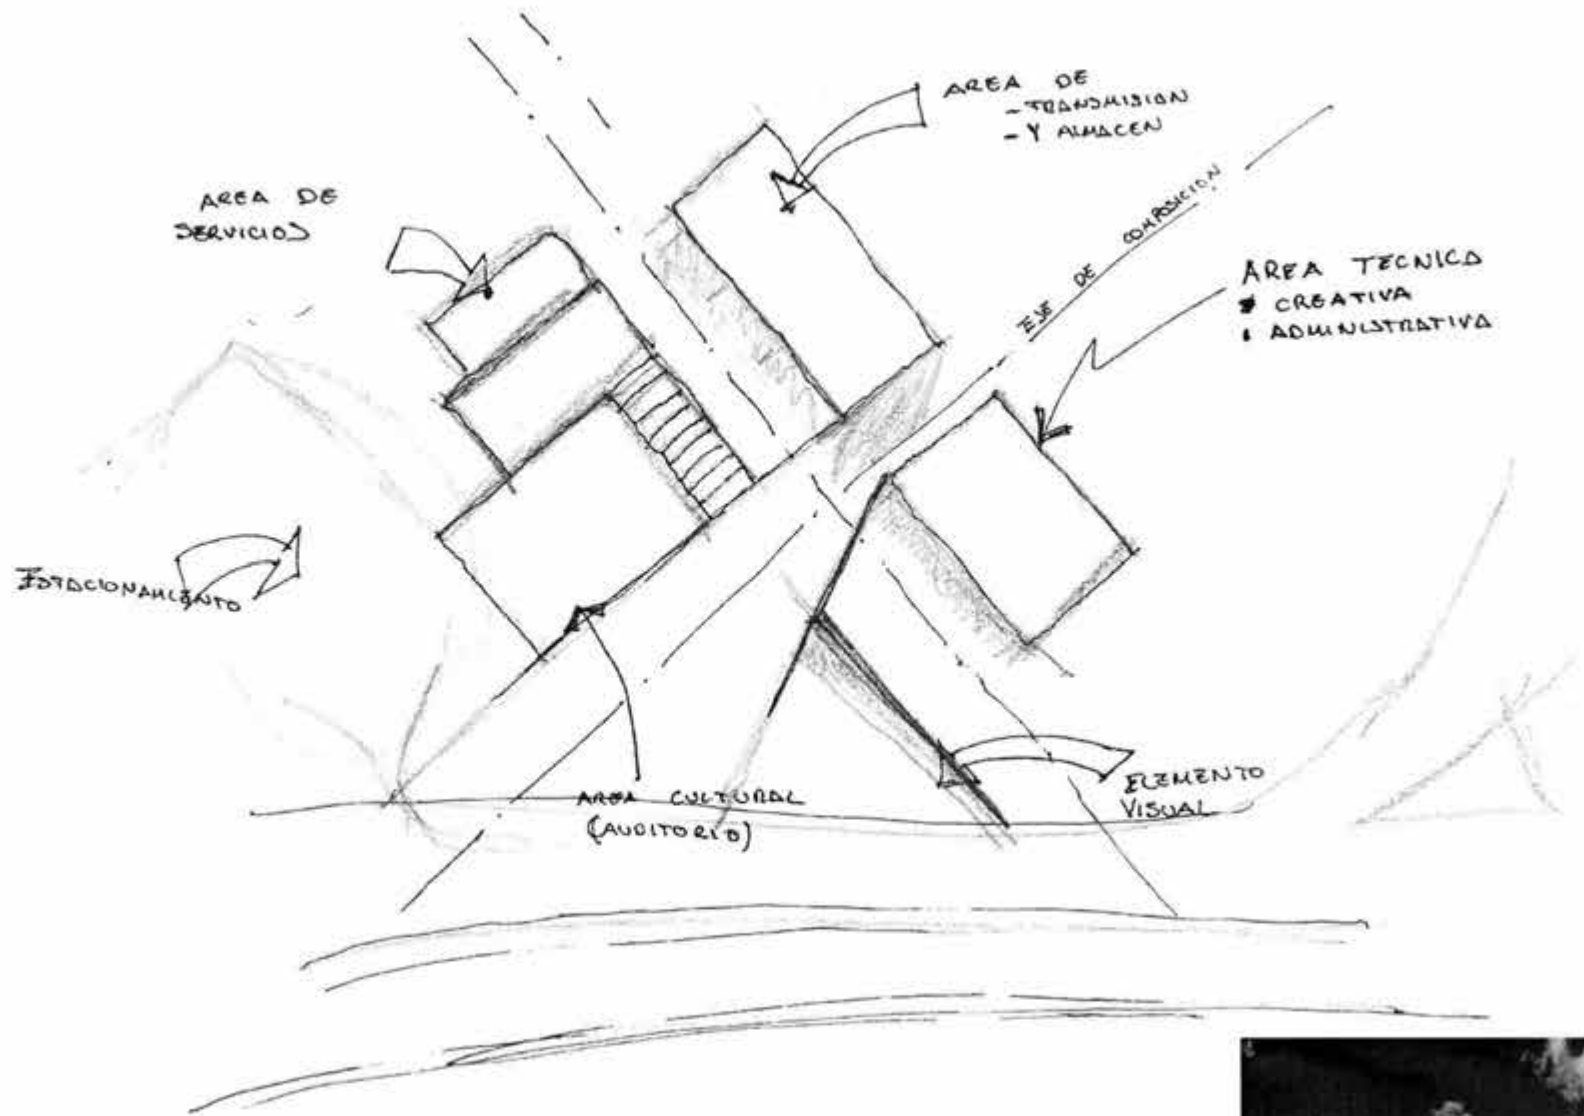 AREA DE
- TRANSMISION
- Y ALMACEN
AREA DE
SERVICIOS
EJE DE COMPOSICION
AREA TECNICA
• CREATIVA
• ADMINISTRATIVA
ESTACIONAMIENTO
AREA CULTURAL
(AUDITORIO)
ELEMENTO
VISUAL